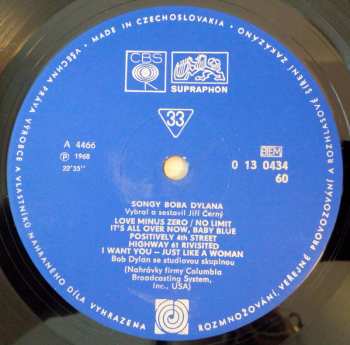 MADE IN CZECHOSLOVAKIA • VŠECHNA PRÁVA VÝROBCE A VLASTNÍKŮ NAHRANÉHO DÍLA VYHRAZENA
ROZMNOŽOVÁNÍ, VEŘEJNÉ PROVOZOVÁNÍ A ROZHLASOVÉ ŠÍŘENÍ ZAKÁZÁNY
CBS
SUPRAPHON
33
A 4466
Ⓟ 1968
22'35''
BIEM
0 13 0434
60
SONGY BOBA DYLANA
Vybral a sestavil Jiří Černý
LOVE MINUS ZERO / NO LIMIT
IT'S ALL OVER NOW, BABY BLUE
POSITIVELY 4th STREET
HIGHWAY 61 RIVISITED
I WANT YOU — JUST LIKE A WOMAN
Bob Dylan se studiovou skupinou
(Nahrávky firmy Columbia
Broadcasting System,
Inc., USA)